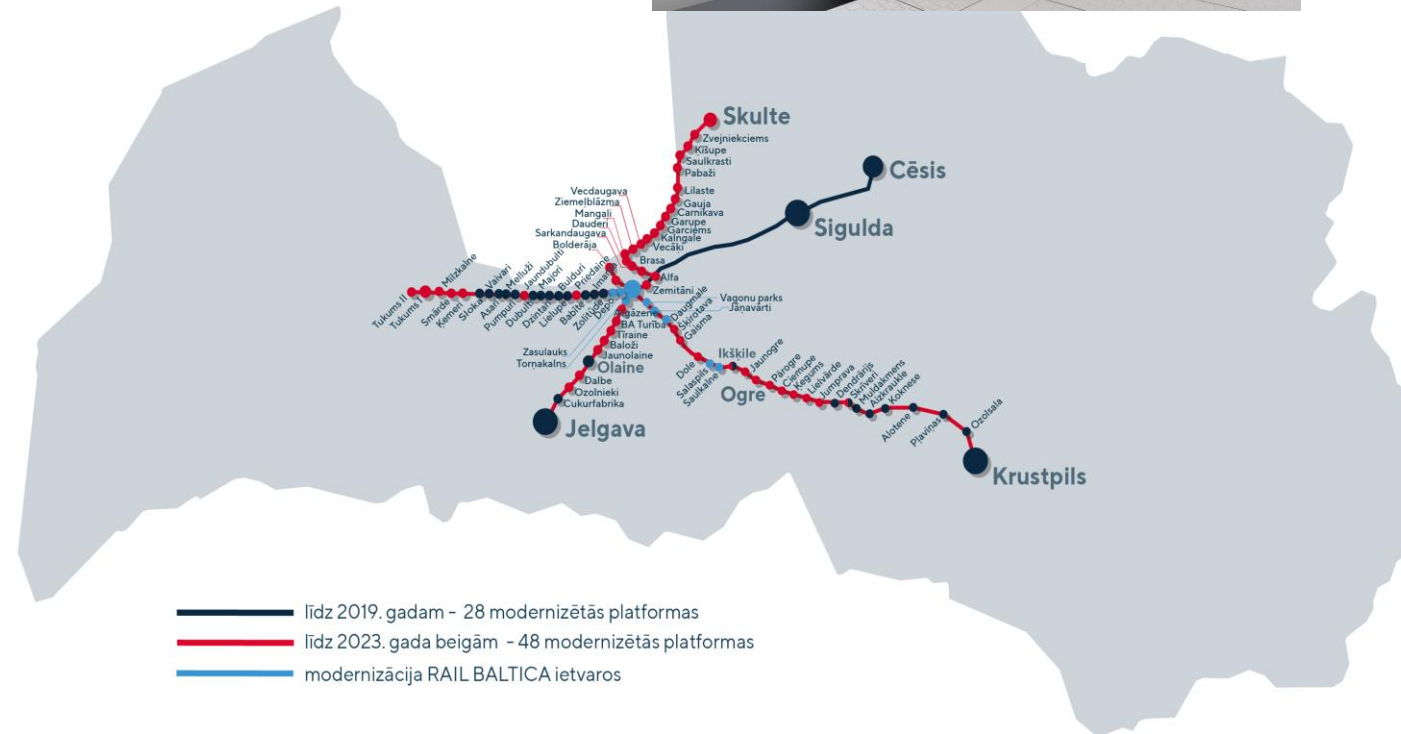 Skulte
Zvejniekciems
Ķīšupe
Saulkrasti
Pabaži
Lilaste
Gauja
Carnikava
Garupe
Garciems
Kalngale
Vecāķi
Vecdaugava
Ziemeļblāzma
Mangaļi
Dauderi
Sarkandaugava
Bolderāja
Brasa
Alfa
Zemitāni
Cēsis
Sigulda
Tukums II
Tukums I
Milzkalne
Smārde
Ķemeri
Sloka
Vaivari
Asari
Melluži
Pumpuri
Jaundubulti
Dubulti
Majori
Dzintari
Bulduri
Lielupe
Priedaine
Babīte
Imanta
Zolitūde
Depo
Zasulauks
Torņakalns
Atgāzene
BA Turība
Tīraine
Baloži
Jaunolaine
Olaine
Dalbe
Ozolnieki
Cukurfabrika
Jelgava
Vagonu parks
Jāņavārti
Daugmale
Šķirotava
Gaisma
Dole
Salaspils
Saulkalne
Ikšķile
Jaunogre
Ogre
Pārogre
Ciemupe
Ķegums
Lielvārde
Jumprava
Dendrārijs
Skrīveri
Muldakmens
Aizkraukle
Koknese
Alotene
Pļaviņas
Ozolsala
Krustpils
līdz 2019. gadam - 28 modernizētās platformas
līdz 2023. gada beigām - 48 modernizētās platformas
modernizācija RAIL BALTICA ietvaros